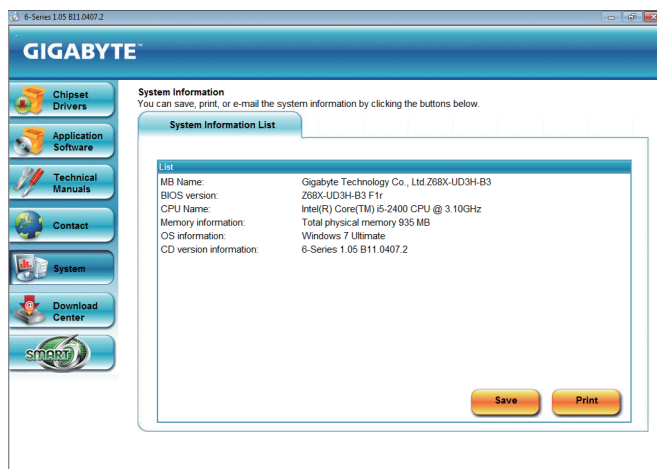 6-Series 1.05 B11.0407.2
GIGABYTE™
Chipset
Drivers
Application
Software
Technical
Manuals
Contact
System
Download
Center
SMART6
System Information
You can save, print, or e-mail the system information by clicking the buttons below.
System Information List
List
MB Name: Gigabyte Technology Co., Ltd.Z68X-UD3H-B3
BIOS version: Z68X-UD3H-B3 F1r
CPU Name: Intel(R) Core(TM) i5-2400 CPU @ 3.10GHz
Memory information: Total physical memory 935 MB
OS information: Windows 7 Ultimate
CD version information: 6-Series 1.05 B11.0407.2
Save Print